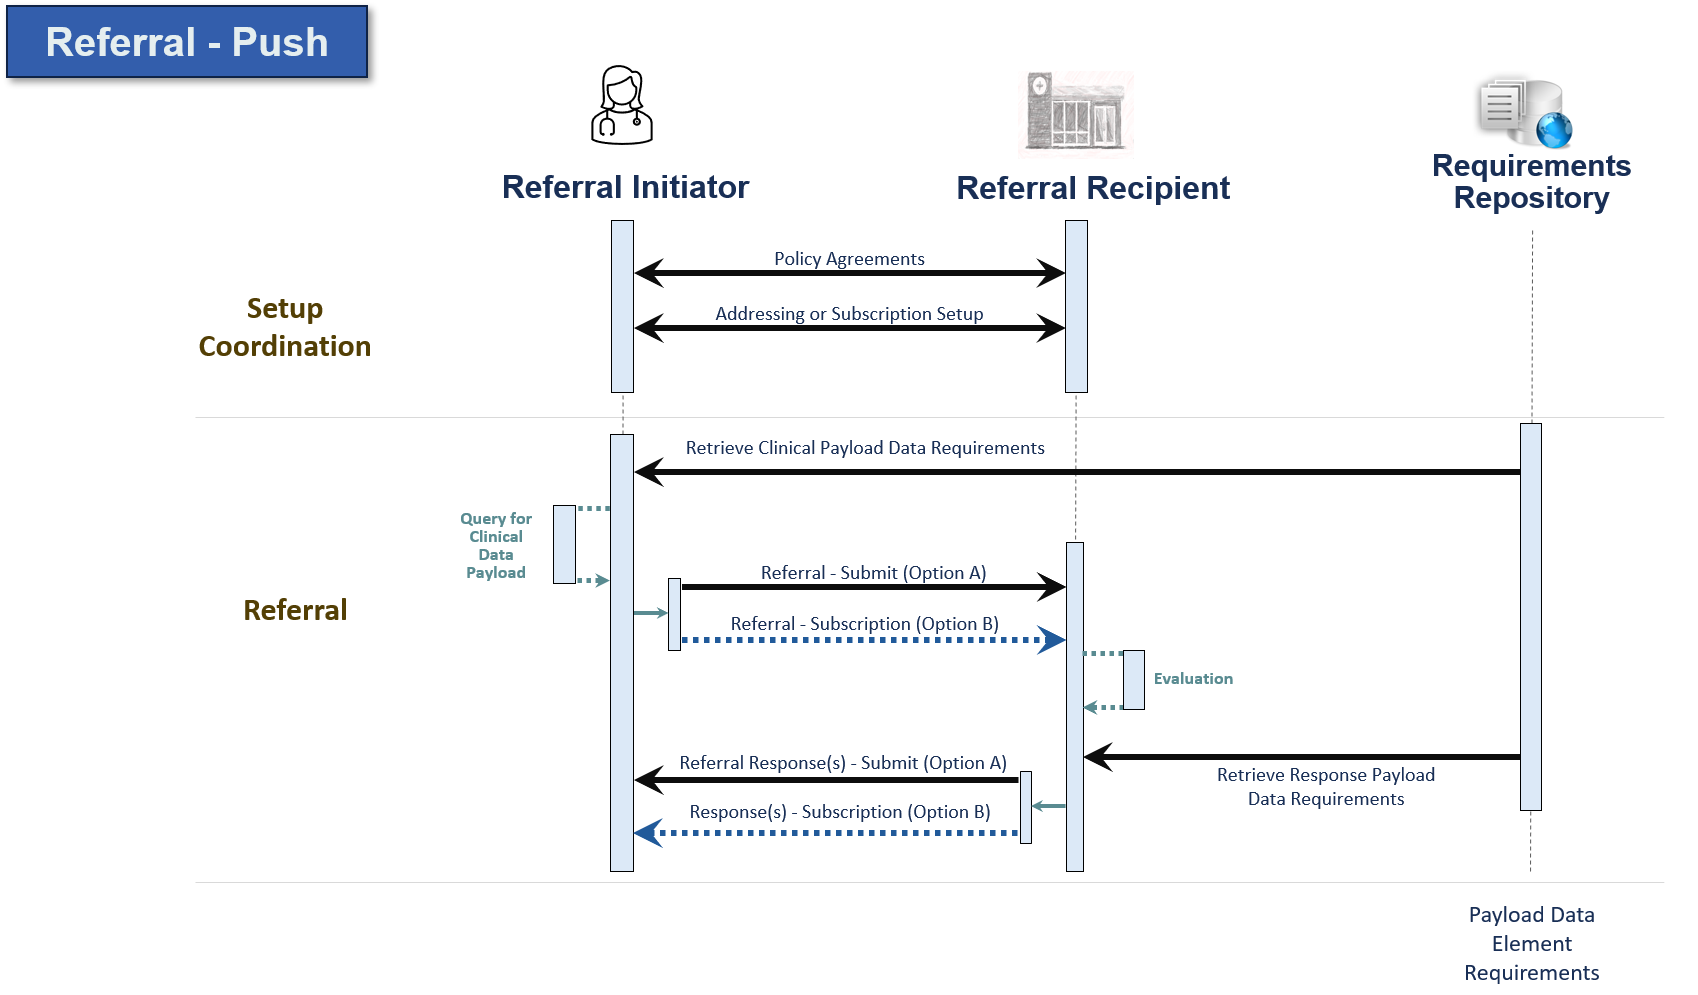 Referral - Push
Referral Initiator
Referral Recipient
Requirements
Repository
Policy Agreements
Addressing or Subscription Setup
Setup
Coordination
Retrieve Clinical Payload Data Requirements
Query for
Clinical
Data
Payload
Referral - Submit (Option A)
Referral
Referral - Subscription (Option B)
Evaluation
Referral Response(s) - Submit (Option A)
Retrieve Response Payload
Data Requirements
Response(s) - Subscription (Option B)
Payload Data
Element
Requirements